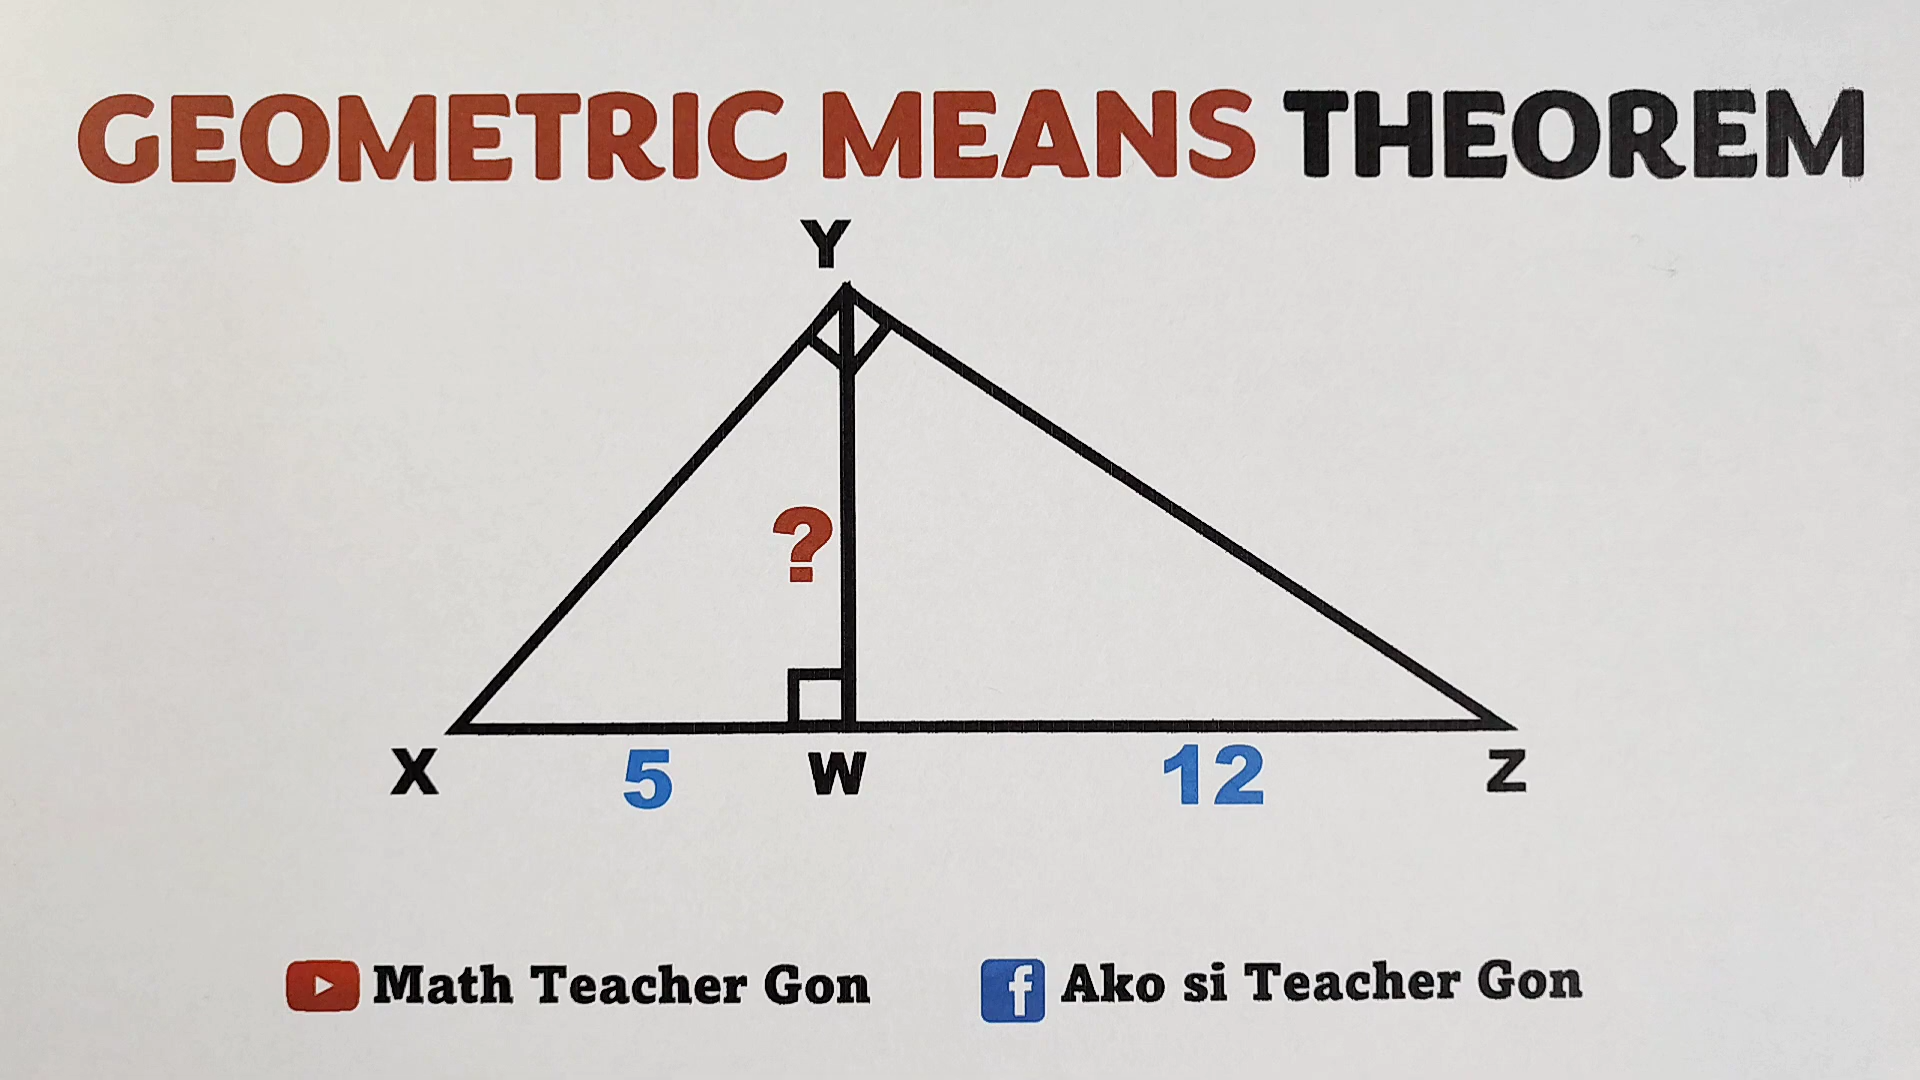 GEOMETRIC MEANS THEOREM
Y
?
X 5 W 12 Z
Math Teacher Gon
Ako si Teacher Gon